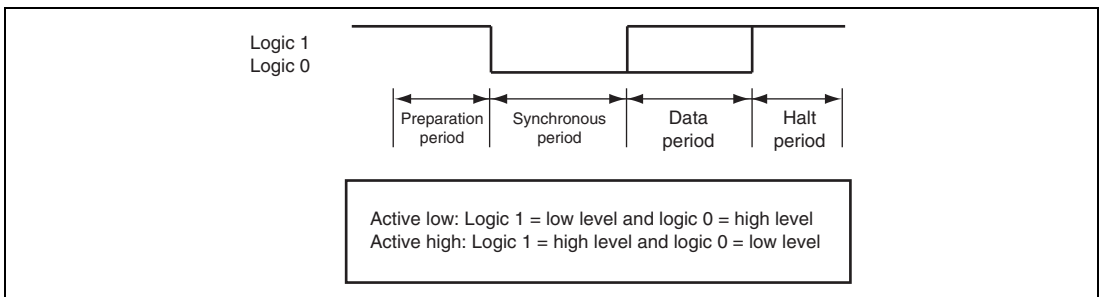 Logic 1
Logic 0
Preparation period
Synchronous period
Data period
Halt period
Active low: Logic 1 = low level and logic 0 = high level
Active high: Logic 1 = high level and logic 0 = low level